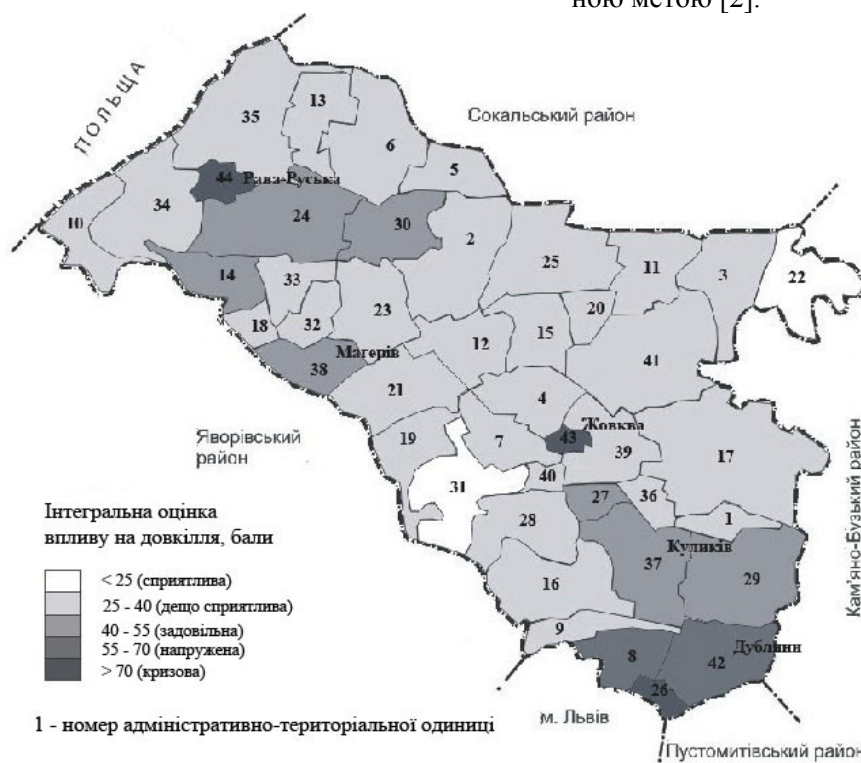 ною метою [2].
ПОЛЬЩА
Сокальський район
35
13
6
5
44
Рава-Руська
10
34
24
30
2
25
11
3
22
14
33
18
32
23
20
12
15
Магерів
38
41
21
4
Яворівський
район
19
7
43
Жовква
39
17
31
40
27
36
1
28
Куликів
37
29
16
Кам'яно-Бузький район
9
8
42
Дубляни
26
м. Львів
Пустомитівський район
Інтегральна оцінка
впливу на довкілля, бали
< 25 (сприятлива)
25 - 40 (дещо сприятлива)
40 - 55 (задовільна)
55 - 70 (напружена)
> 70 (кризова)
1 - номер адміністративно-територіальної одиниці